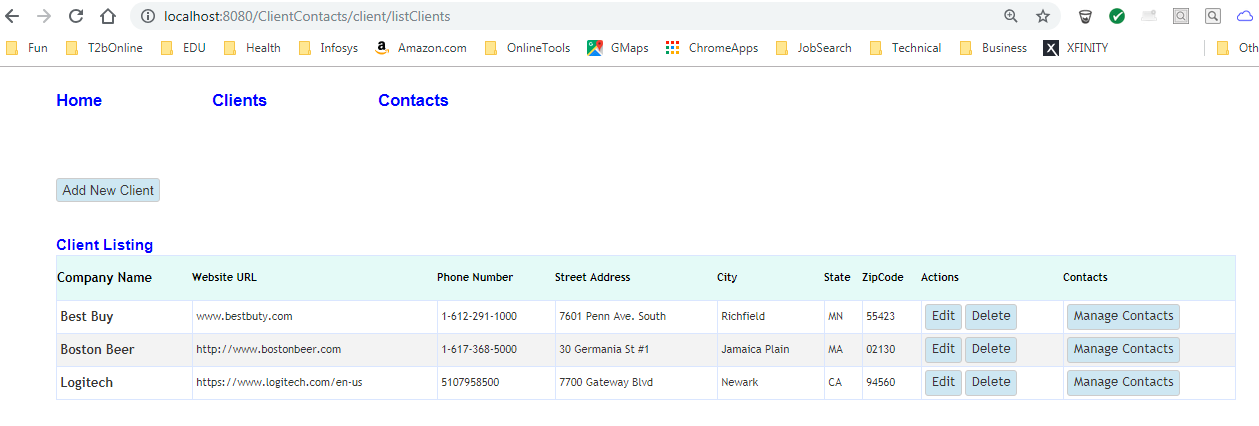 localhost:8080/ClientContacts/client/listClients
Fun T2bOnline EDU Health Infosys Amazon.com OnlineTools GMaps ChromeApps JobSearch Technical Business XFINITY Oth
Home Clients Contacts
Add New Client
Client Listing
Company Name Website URL Phone Number Street Address City State ZipCode Actions Contacts
Best Buy www.bestbuty.com 1-612-291-1000 7601 Penn Ave. South Richfield MN 55423 Edit Delete Manage Contacts
Boston Beer http://www.bostonbeer.com 1-617-368-5000 30 Germania St #1 Jamaica Plain MA 02130 Edit Delete Manage Contacts
Logitech https://www.logitech.com/en-us 5107958500 7700 Gateway Blvd Newark CA 94560 Edit Delete Manage Contacts